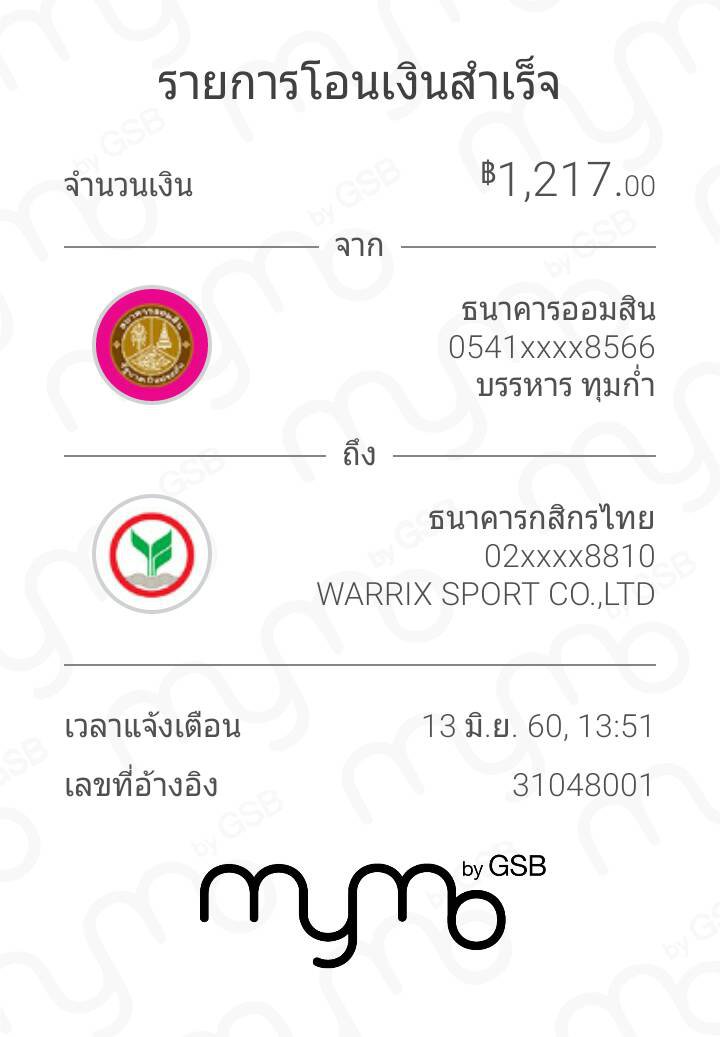 รายการโอนเงินสำเร็จ
จำนวนเงิน ฿1,217.00
จาก
ธนาคารออมสิน
0541xxxx8566
บรรหาร ทุมก่ำ
ถึง
ธนาคารกสิกรไทย
02xxxx8810
WARRIX SPORT CO.,LTD
เวลาแจ้งเตือน 13 มิ.ย. 60, 13:51
เลขที่อ้างอิง 31048001
mymo by GSB